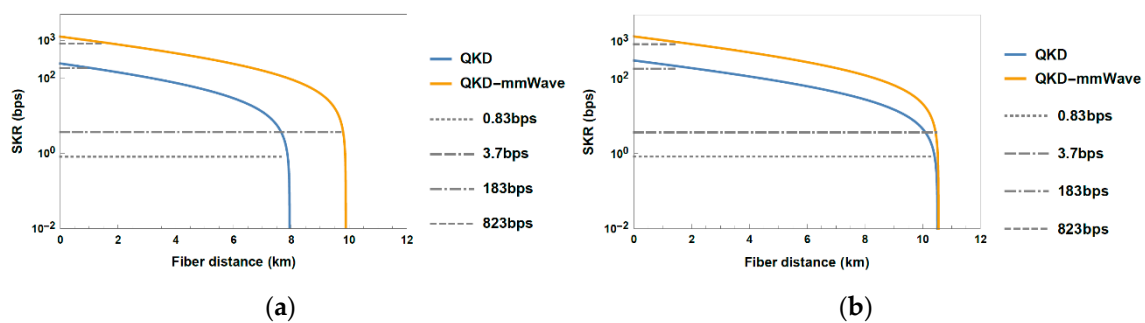 10³
10²
10⁰
10⁻²
SKR (bps)
0 2 4 6 8 10 12
Fiber distance (km)
QKD
QKD–mmWave
0.83bps
3.7bps
183bps
823bps
(a)
10³
10²
10⁰
10⁻²
SKR (bps)
0 2 4 6 8 10 12
Fiber distance (km)
QKD
QKD–mmWave
0.83bps
3.7bps
183bps
823bps
(b)